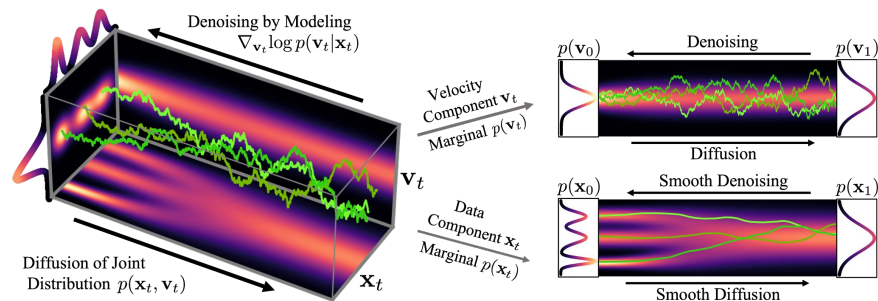 Denoising by Modeling
∇_{𝐯_t} log p(𝐯_t|𝐱_t)
𝐯_t
𝐱_t
Diffusion of Joint
Distribution p(𝐱_t, 𝐯_t)
Velocity
Component 𝐯_t
Marginal p(𝐯_t)
Data
Component 𝐱_t
Marginal p(𝐱_t)
p(𝐯_0)
Denoising
p(𝐯_1)
Diffusion
p(𝐱_0)
Smooth Denoising
p(𝐱_1)
Smooth Diffusion